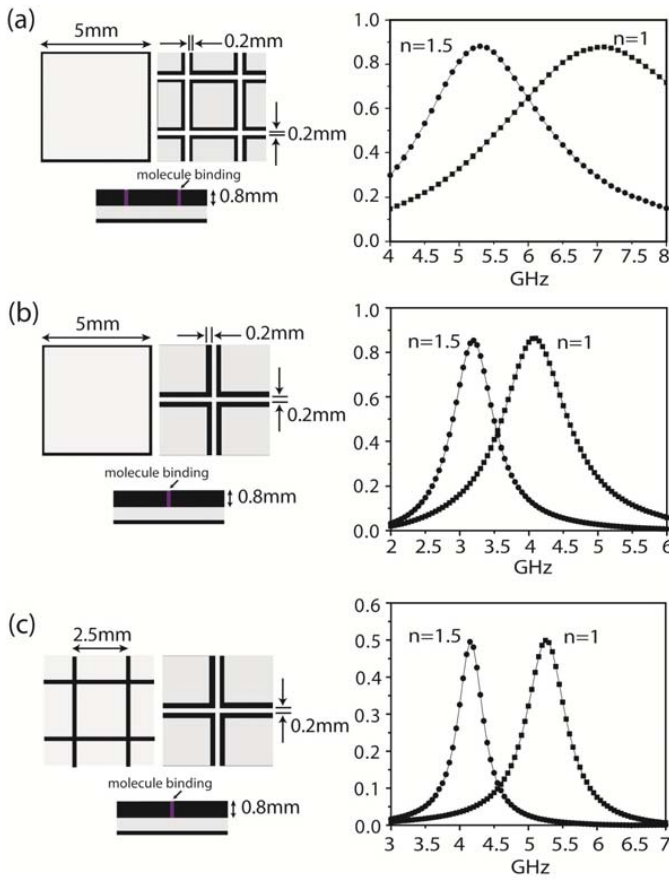 (a)
5mm
0.2mm
0.2mm
molecule binding
0.8mm
n=1.5
n=1
1.0
0.8
0.6
0.4
0.2
0.0
4 4.5 5 5.5 6 6.5 7 7.5 8
GHz
(b)
5mm
0.2mm
0.2mm
molecule binding
0.8mm
n=1.5
n=1
1.0
0.8
0.6
0.4
0.2
0.0
2 2.5 3 3.5 4 4.5 5 5.5 6
GHz
(c)
2.5mm
0.2mm
molecule binding
0.8mm
n=1.5
n=1
0.6
0.5
0.4
0.3
0.2
0.1
0.0
3 3.5 4 4.5 5 5.5 6 6.5 7
GHz